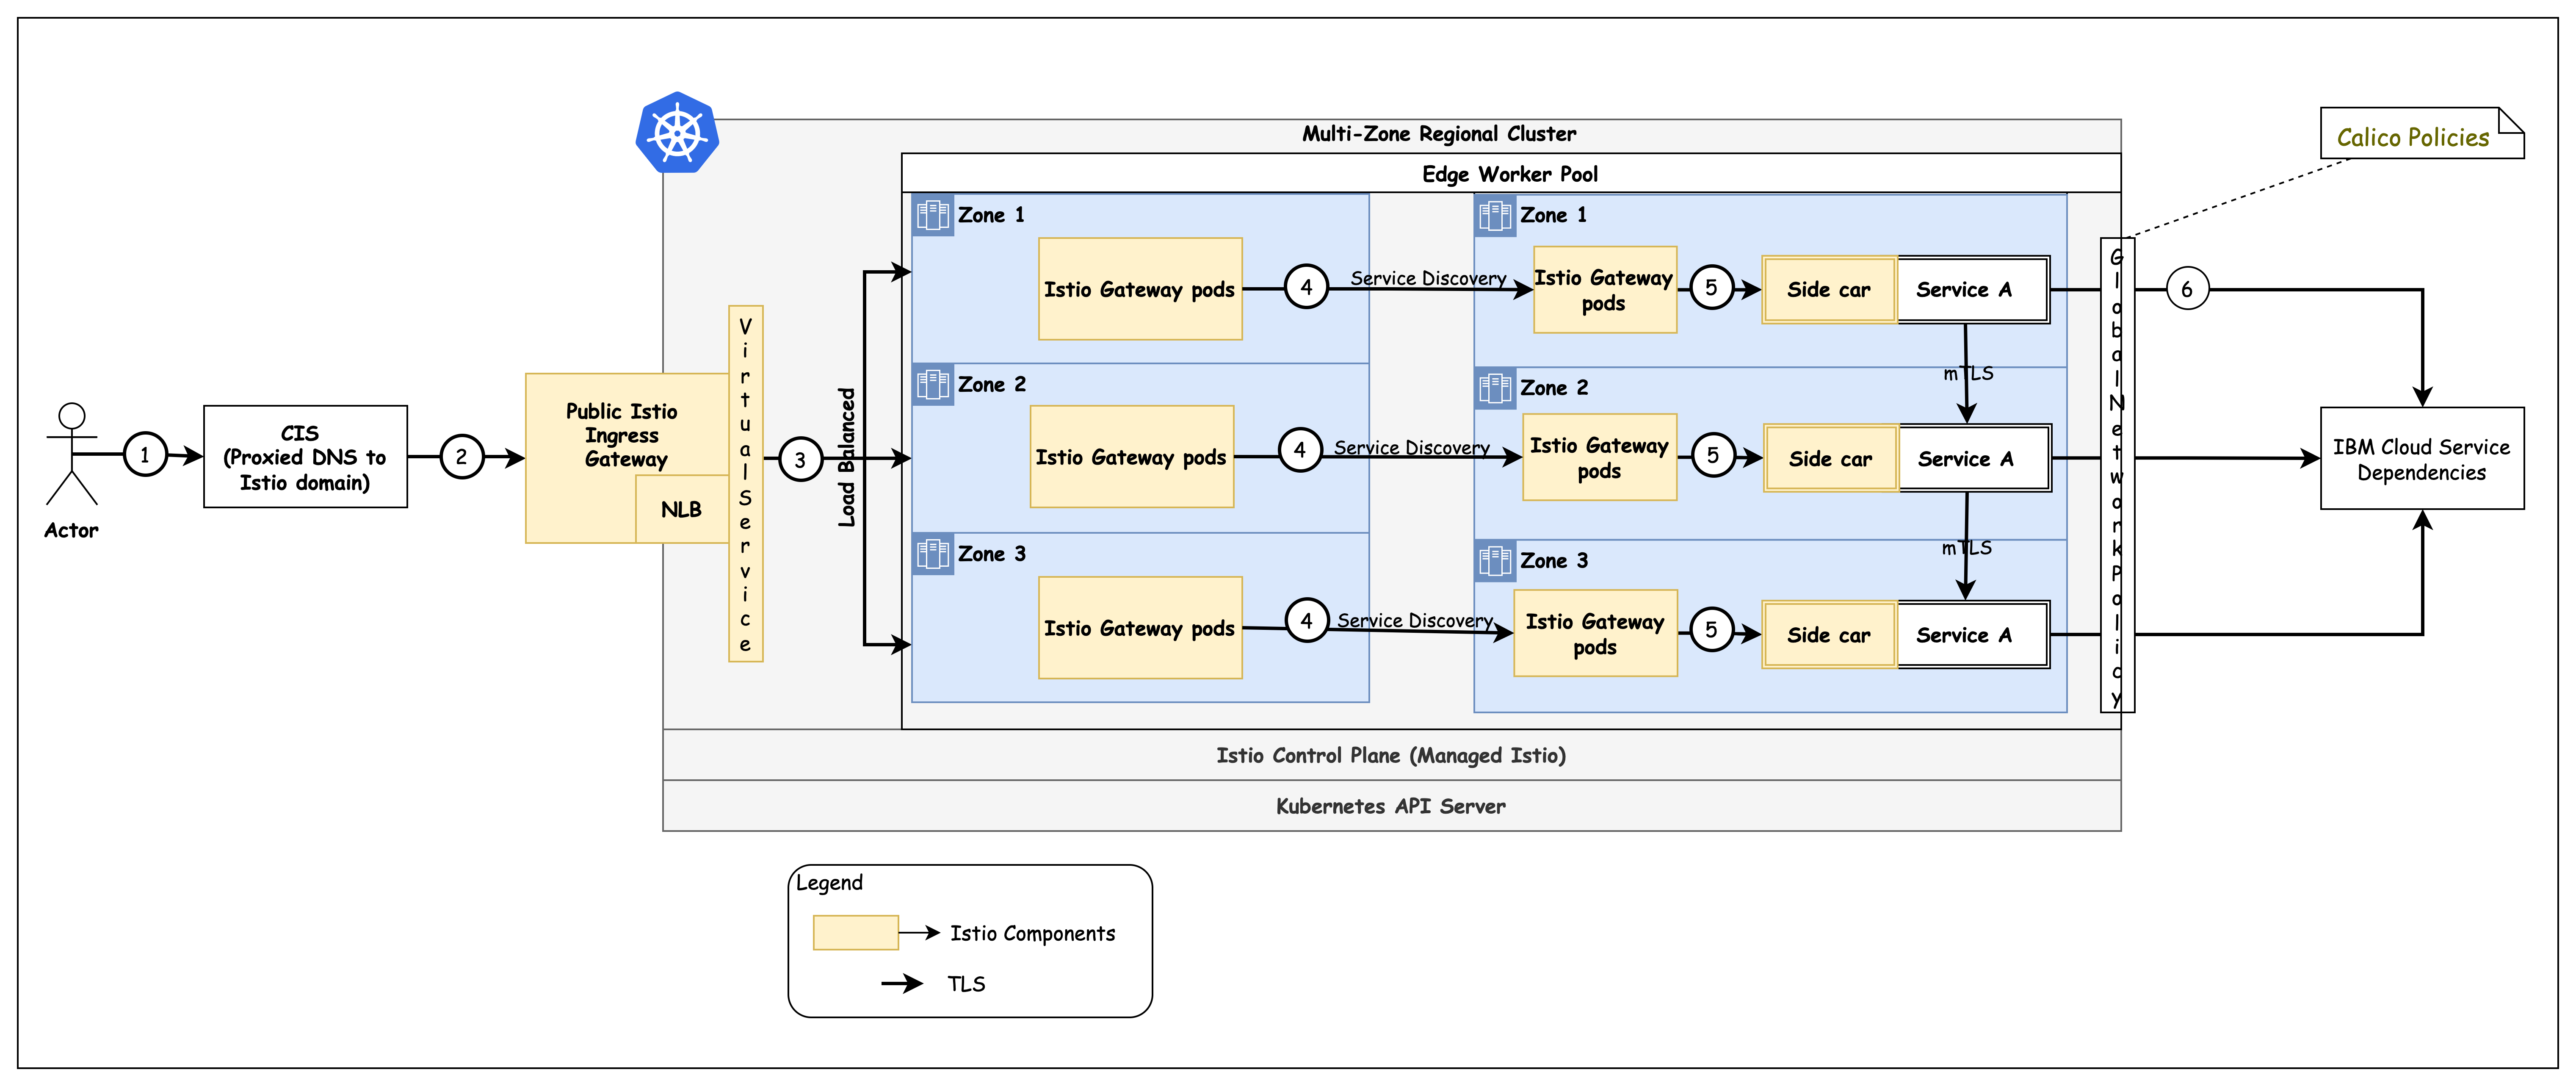 Multi-Zone Regional Cluster
Edge Worker Pool
Calico Policies
Zone 1
Istio Gateway pods
4
Service Discovery
Zone 1
Istio Gateway
pods
5
Side car
Service A
6
mTLS
Zone 2
Istio Gateway pods
4
Service Discovery
Zone 2
Istio Gateway
pods
5
Side car
Service A
mTLS
Zone 3
Istio Gateway pods
4
Service Discovery
Zone 3
Istio Gateway
pods
5
Side car
Service A
GlobalNetworkPolicy
IBM Cloud Service
Dependencies
Actor
1
CIS
(Proxied DNS to
Istio domain)
2
Public Istio
Ingress
Gateway
NLB
VirtualService
3
Load Balanced
Istio Control Plane (Managed Istio)
Kubernetes API Server
Legend
Istio Components
TLS